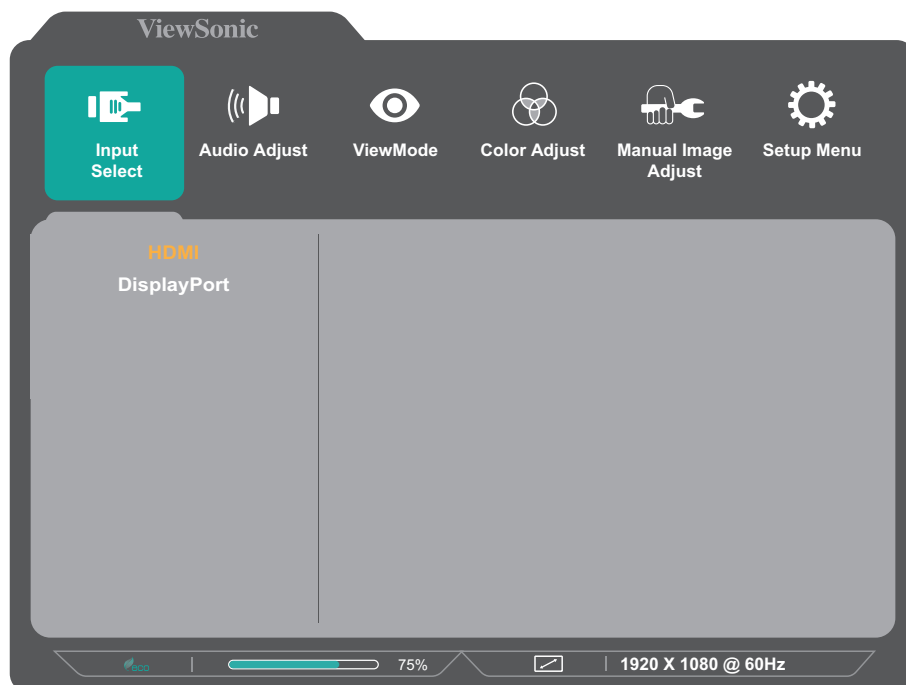 ViewSonic
Input
Select
Audio Adjust
ViewMode
Color Adjust
Manual Image
Adjust
Setup Menu
HDMI
DisplayPort
eco
75%
1920 X 1080 @ 60Hz